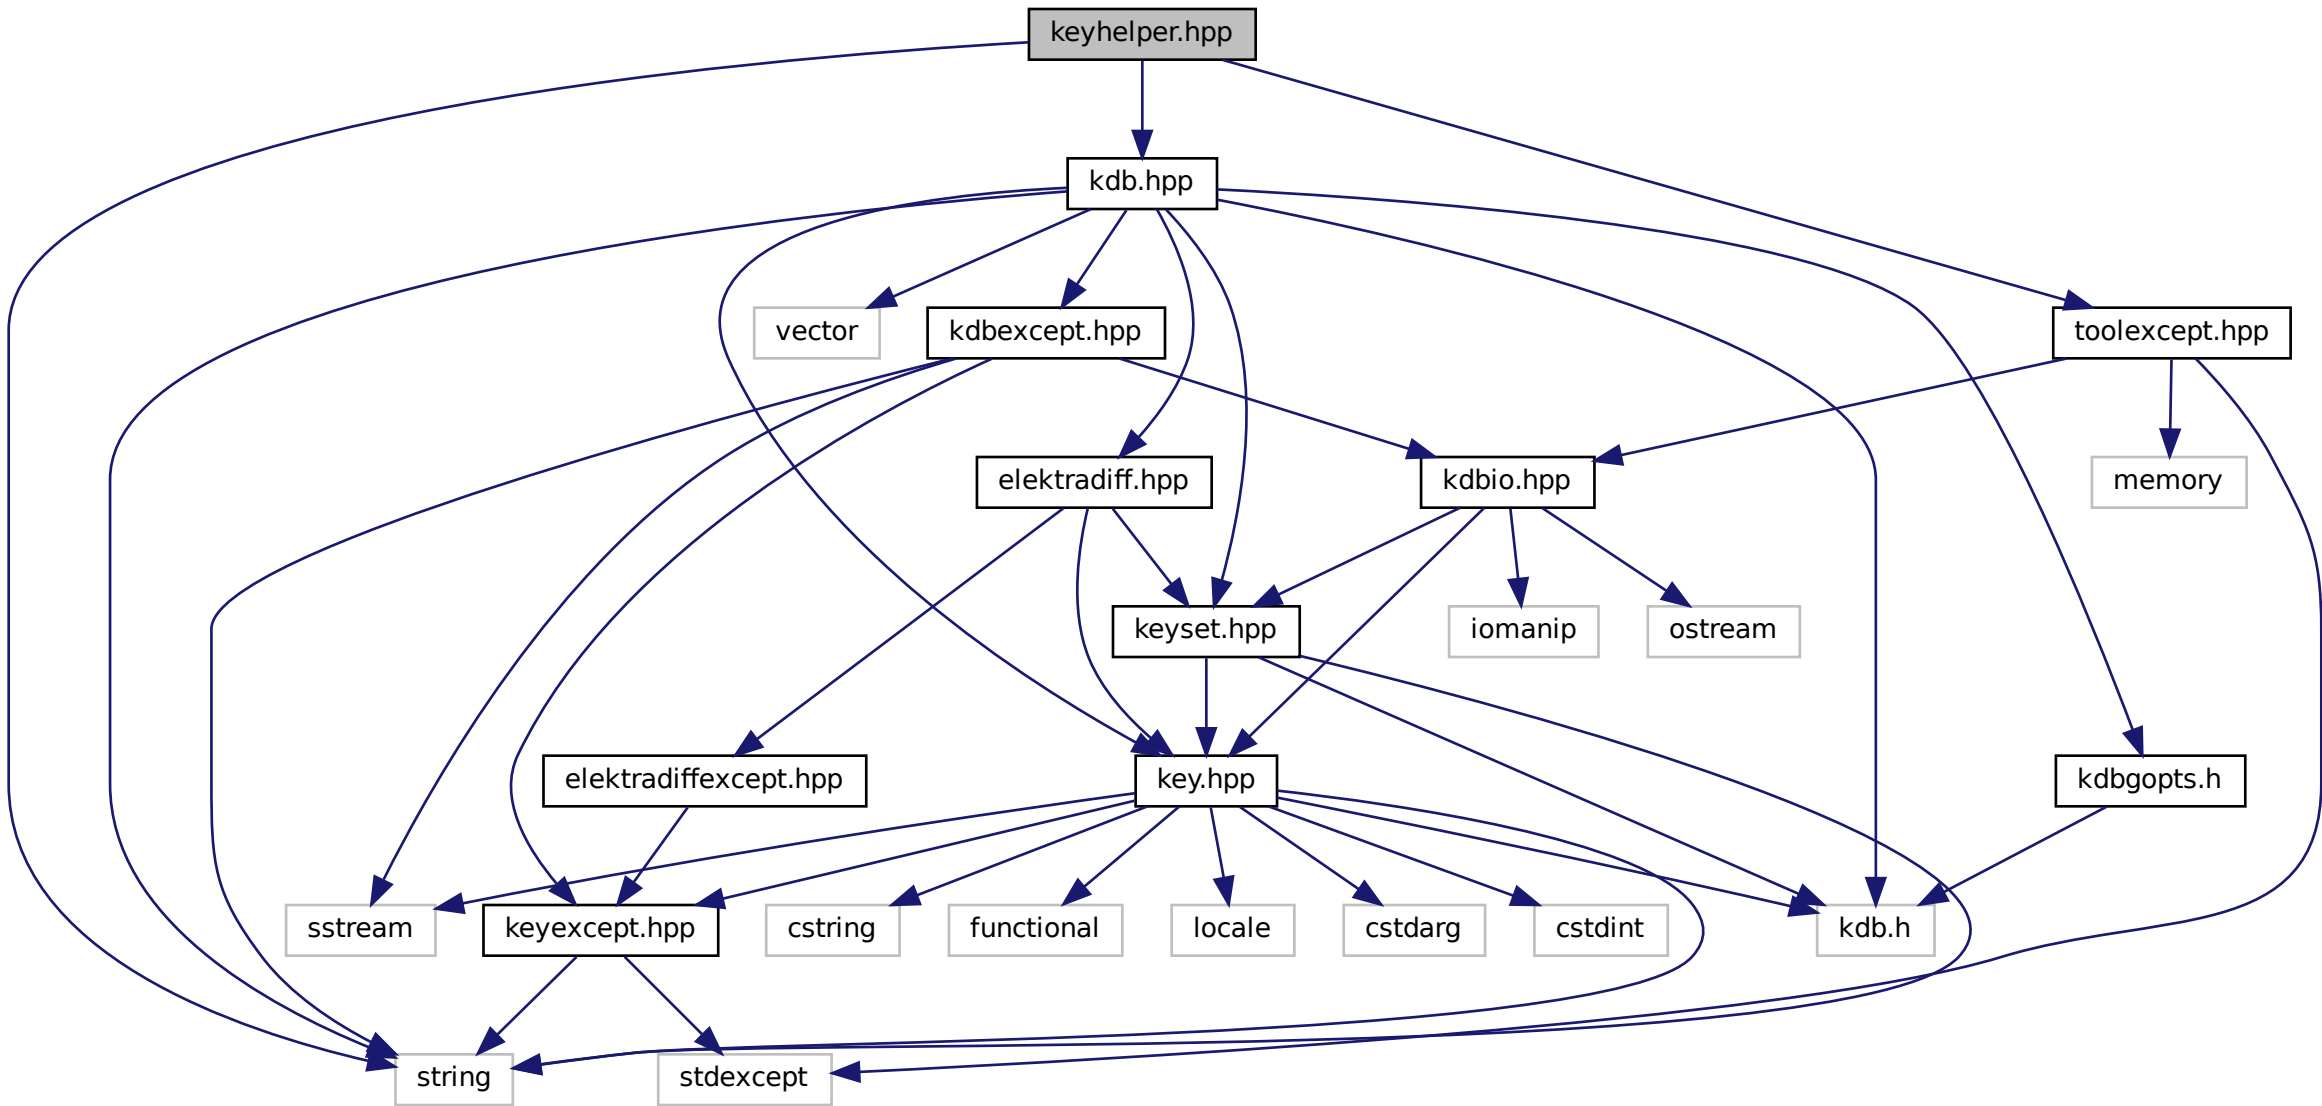 keyhelper.hpp
kdb.hpp
vector
kdbexcept.hpp
toolexcept.hpp
elektradiff.hpp
kdbio.hpp
memory
keyset.hpp
iomanip
ostream
elektradiffexcept.hpp
key.hpp
kdbgopts.h
sstream
keyexcept.hpp
cstring
functional
locale
cstdarg
cstdint
kdb.h
string
stdexcept